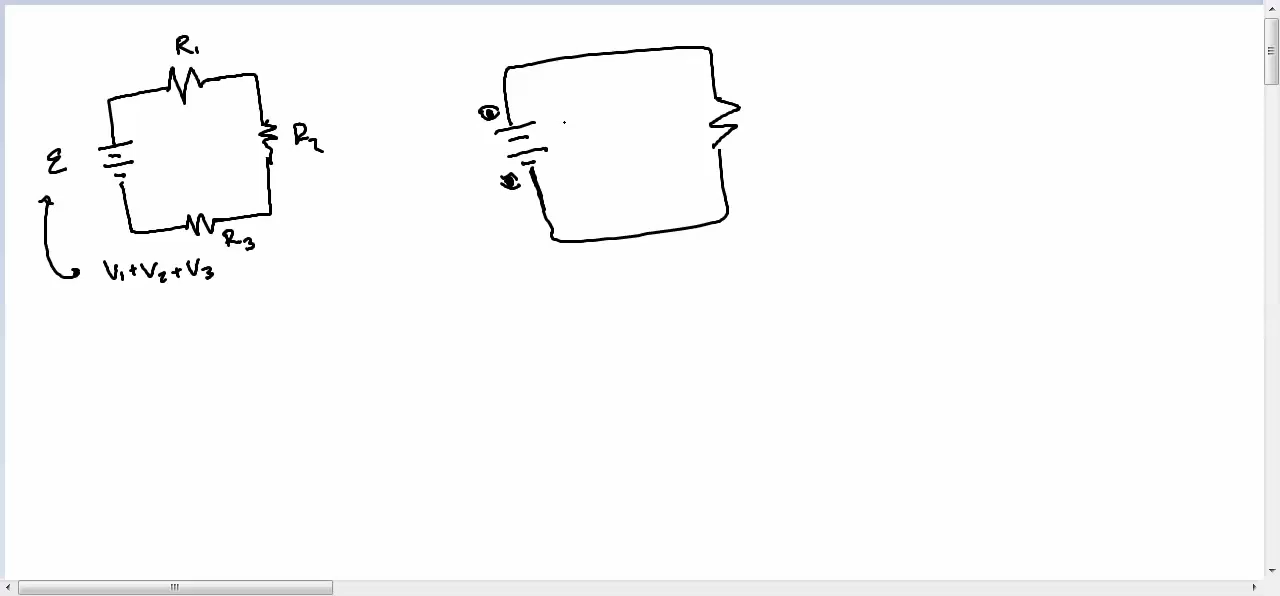 R₁
R₂
ℰ
R₃
V₁+V₂+V₃